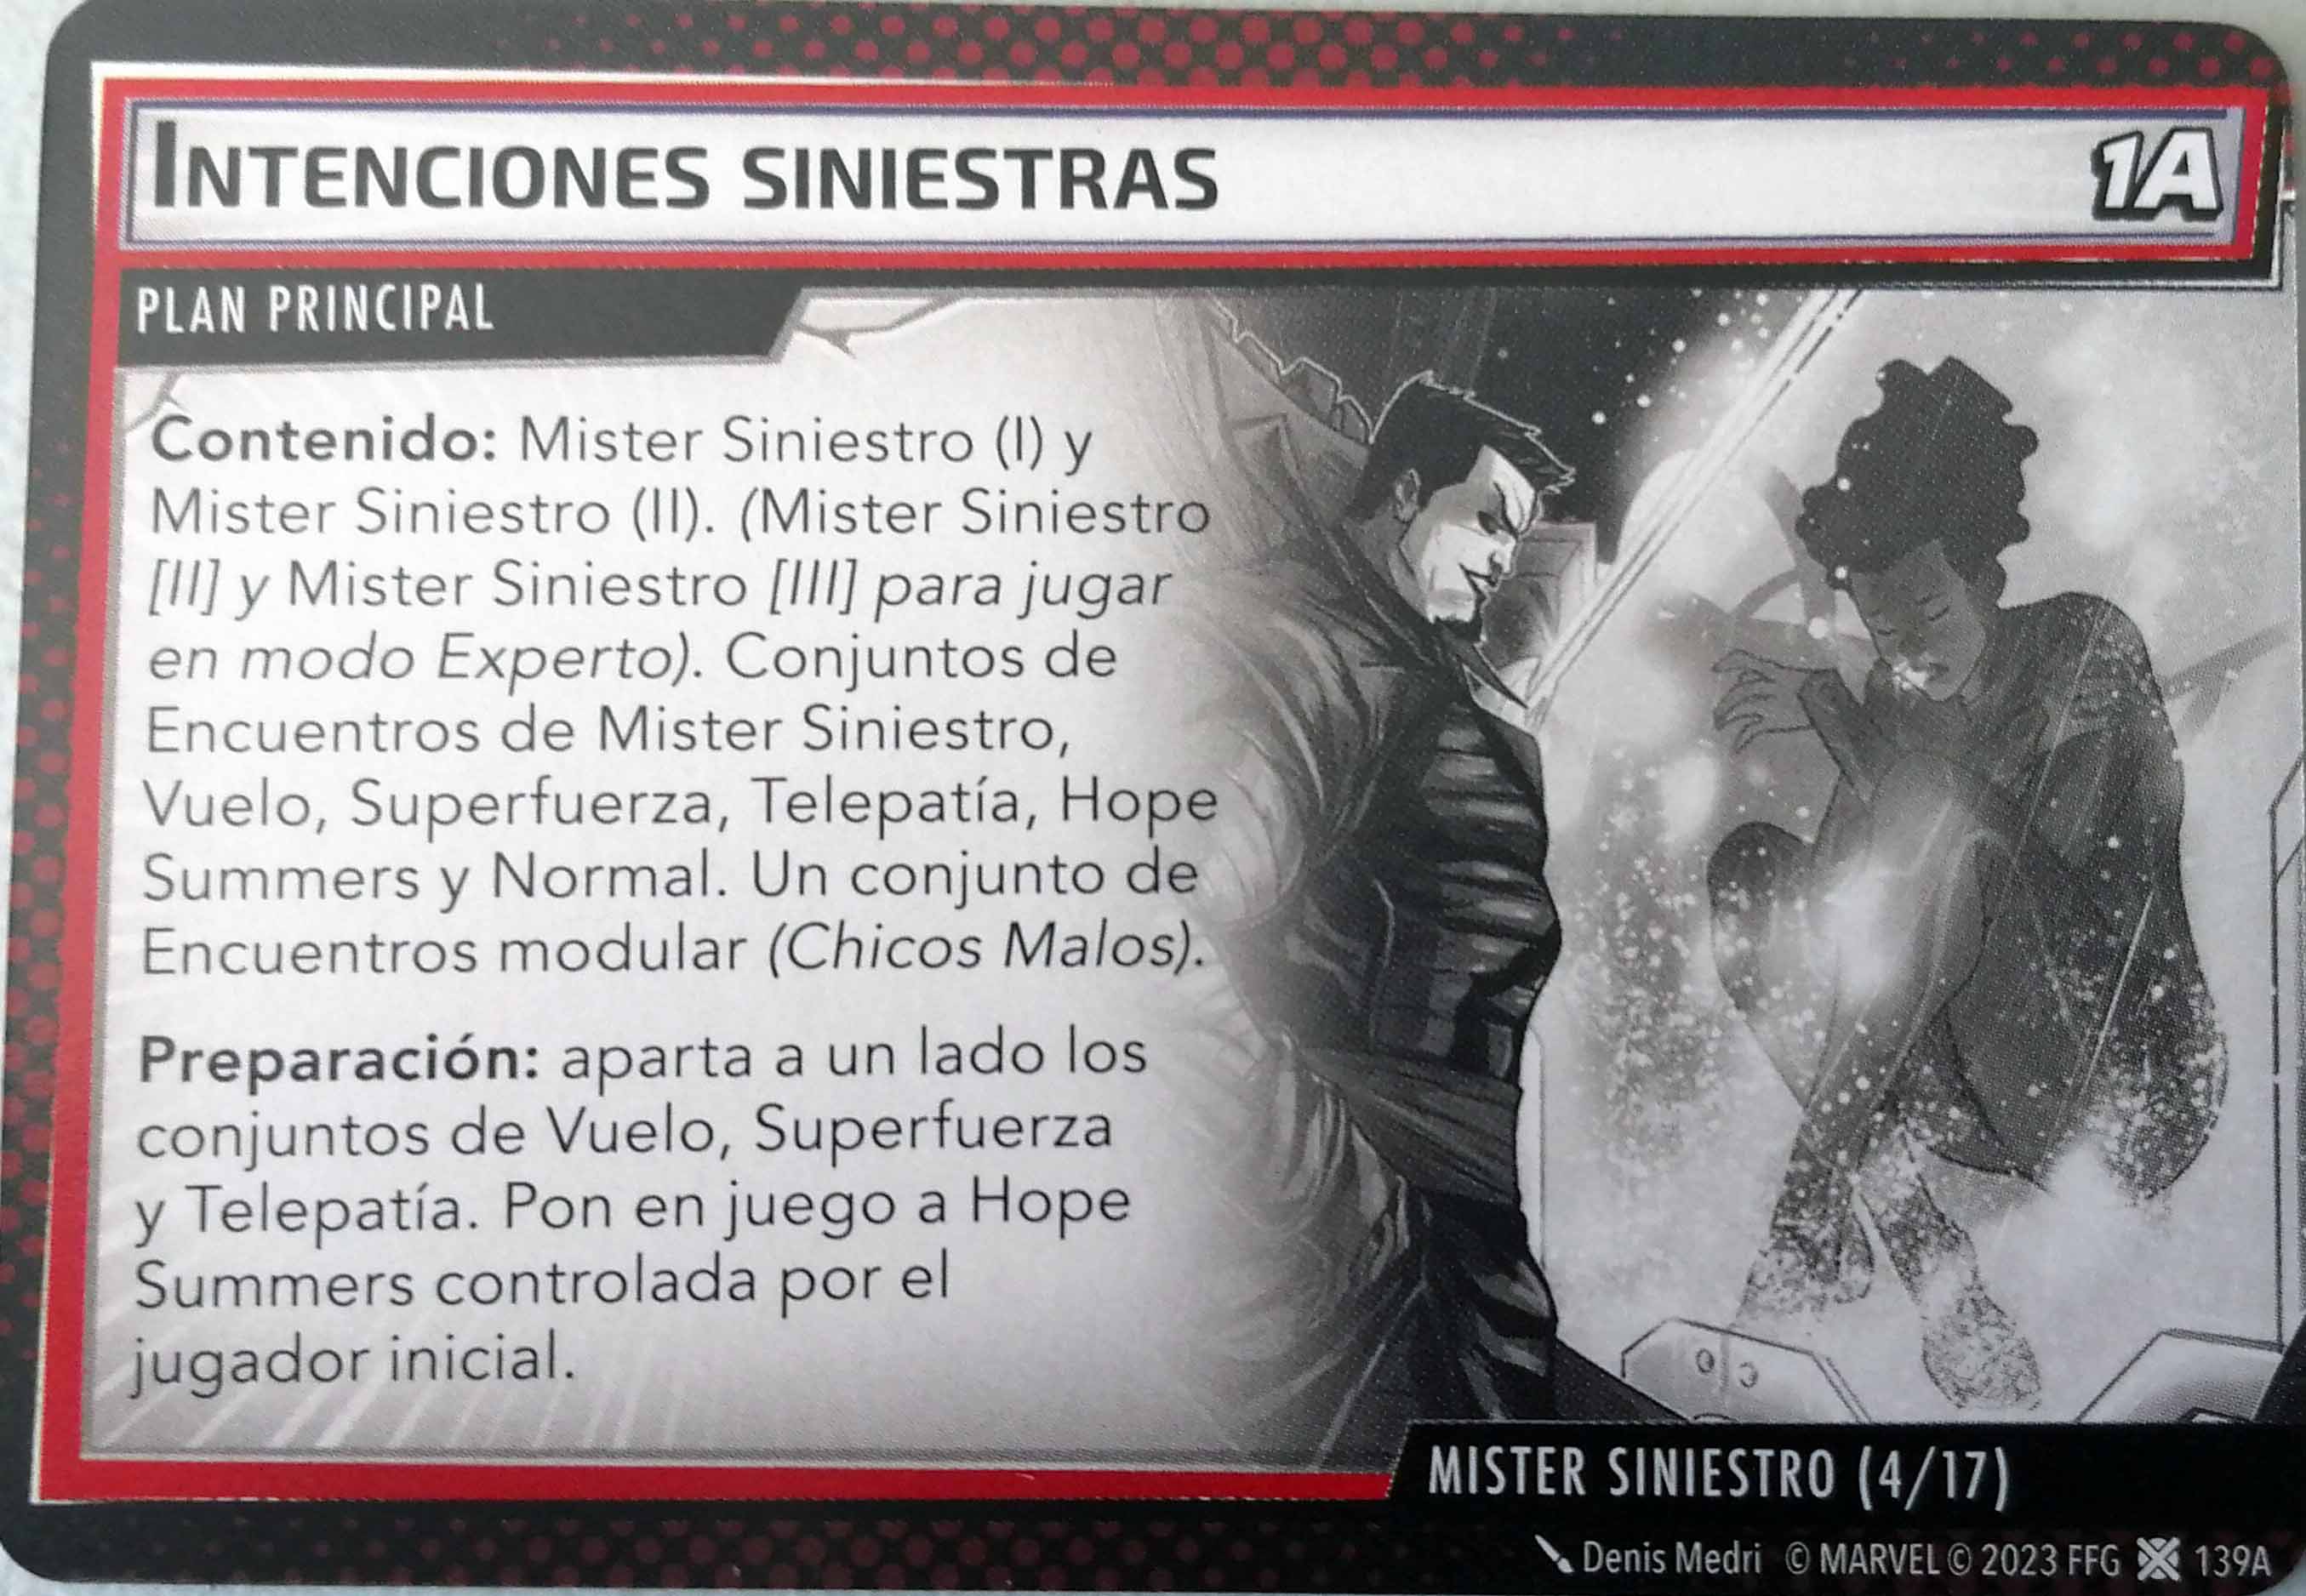 INTENCIONES SINIESTRAS
1A
PLAN PRINCIPAL
Contenido: Mister Siniestro (I) y
Mister Siniestro (II). (Mister Siniestro
[II] y Mister Siniestro [III] para jugar
en modo Experto). Conjuntos de
Encuentros de Mister Siniestro,
Vuelo, Superfuerza, Telepatía, Hope
Summers y Normal. Un conjunto de
Encuentros modular (Chicos Malos).
Preparación: aparta a un lado los
conjuntos de Vuelo, Superfuerza
y Telepatía. Pon en juego a Hope
Summers controlada por el
jugador inicial.
MISTER SINIESTRO (4/17)
Denis Medri © MARVEL © 2023 FFG 139A